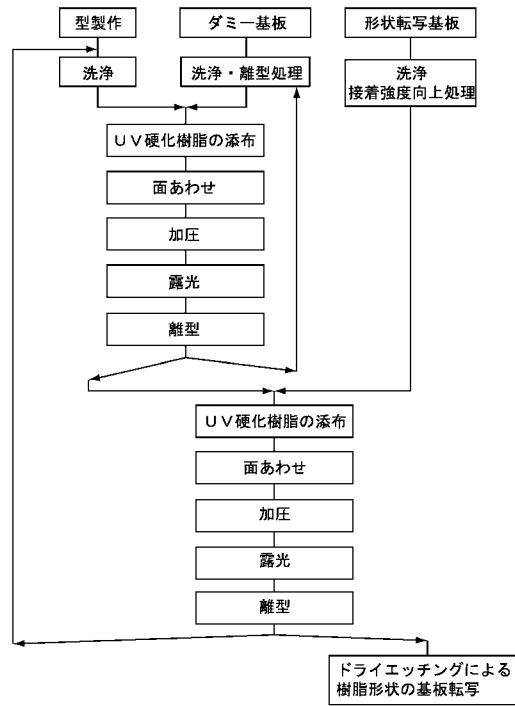 型製作
ダミー基板
形状転写基板
洗浄
洗浄・離型処理
洗浄
接着強度向上処理
UV硬化樹脂の添布
面あわせ
加圧
露光
離型
UV硬化樹脂の添布
面あわせ
加圧
露光
離型
ドライエッチングによる
樹脂形状の基板転写